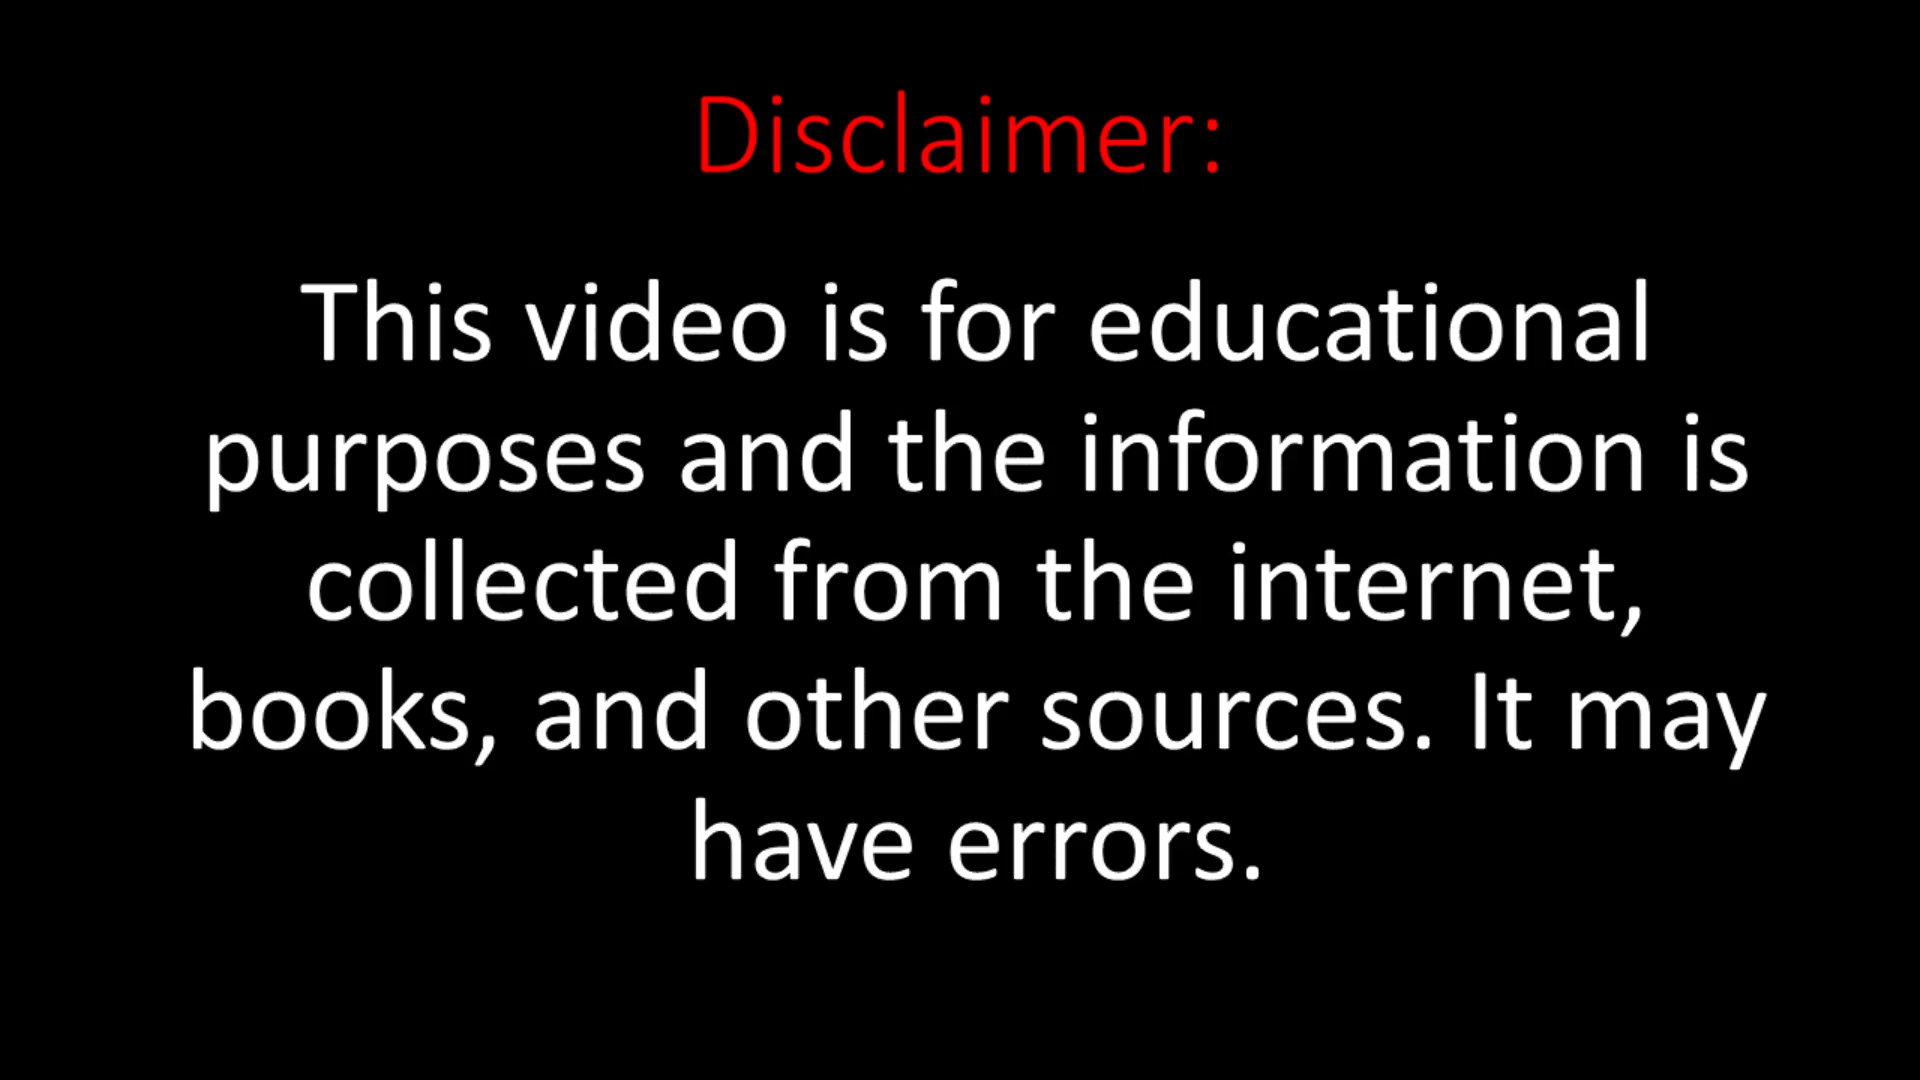 Disclaimer:
This video is for educational
purposes and the information is
collected from the internet,
books, and other sources. It may
have errors.